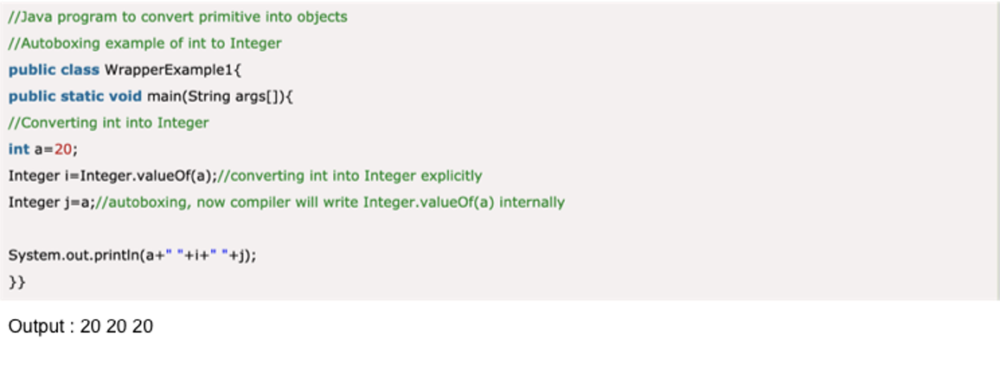 //Java program to convert primitive into objects
//Autoboxing example of int to Integer
public class WrapperExample1{
public static void main(String args[]){
//Converting int into Integer
int a=20;
Integer i=Integer.valueOf(a);//converting int into Integer explicitly
Integer j=a;//autoboxing, now compiler will write Integer.valueOf(a) internally
System.out.println(a+" "+i+" "+j);
}}
Output : 20 20 20